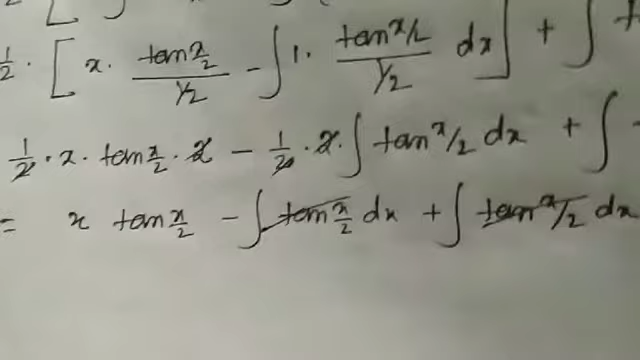 1/2 · [ x · (tan x/2)/(1/2) - ∫ 1 · (tan x/2)/(1/2) dx ] + ∫
1/2 · x · tan x/2 · 2 - 1/2 · 2 · ∫ tan x/2 dx + ∫
= x tan x/2 - ∫ tan x/2 dx + ∫ tan x/2 dx